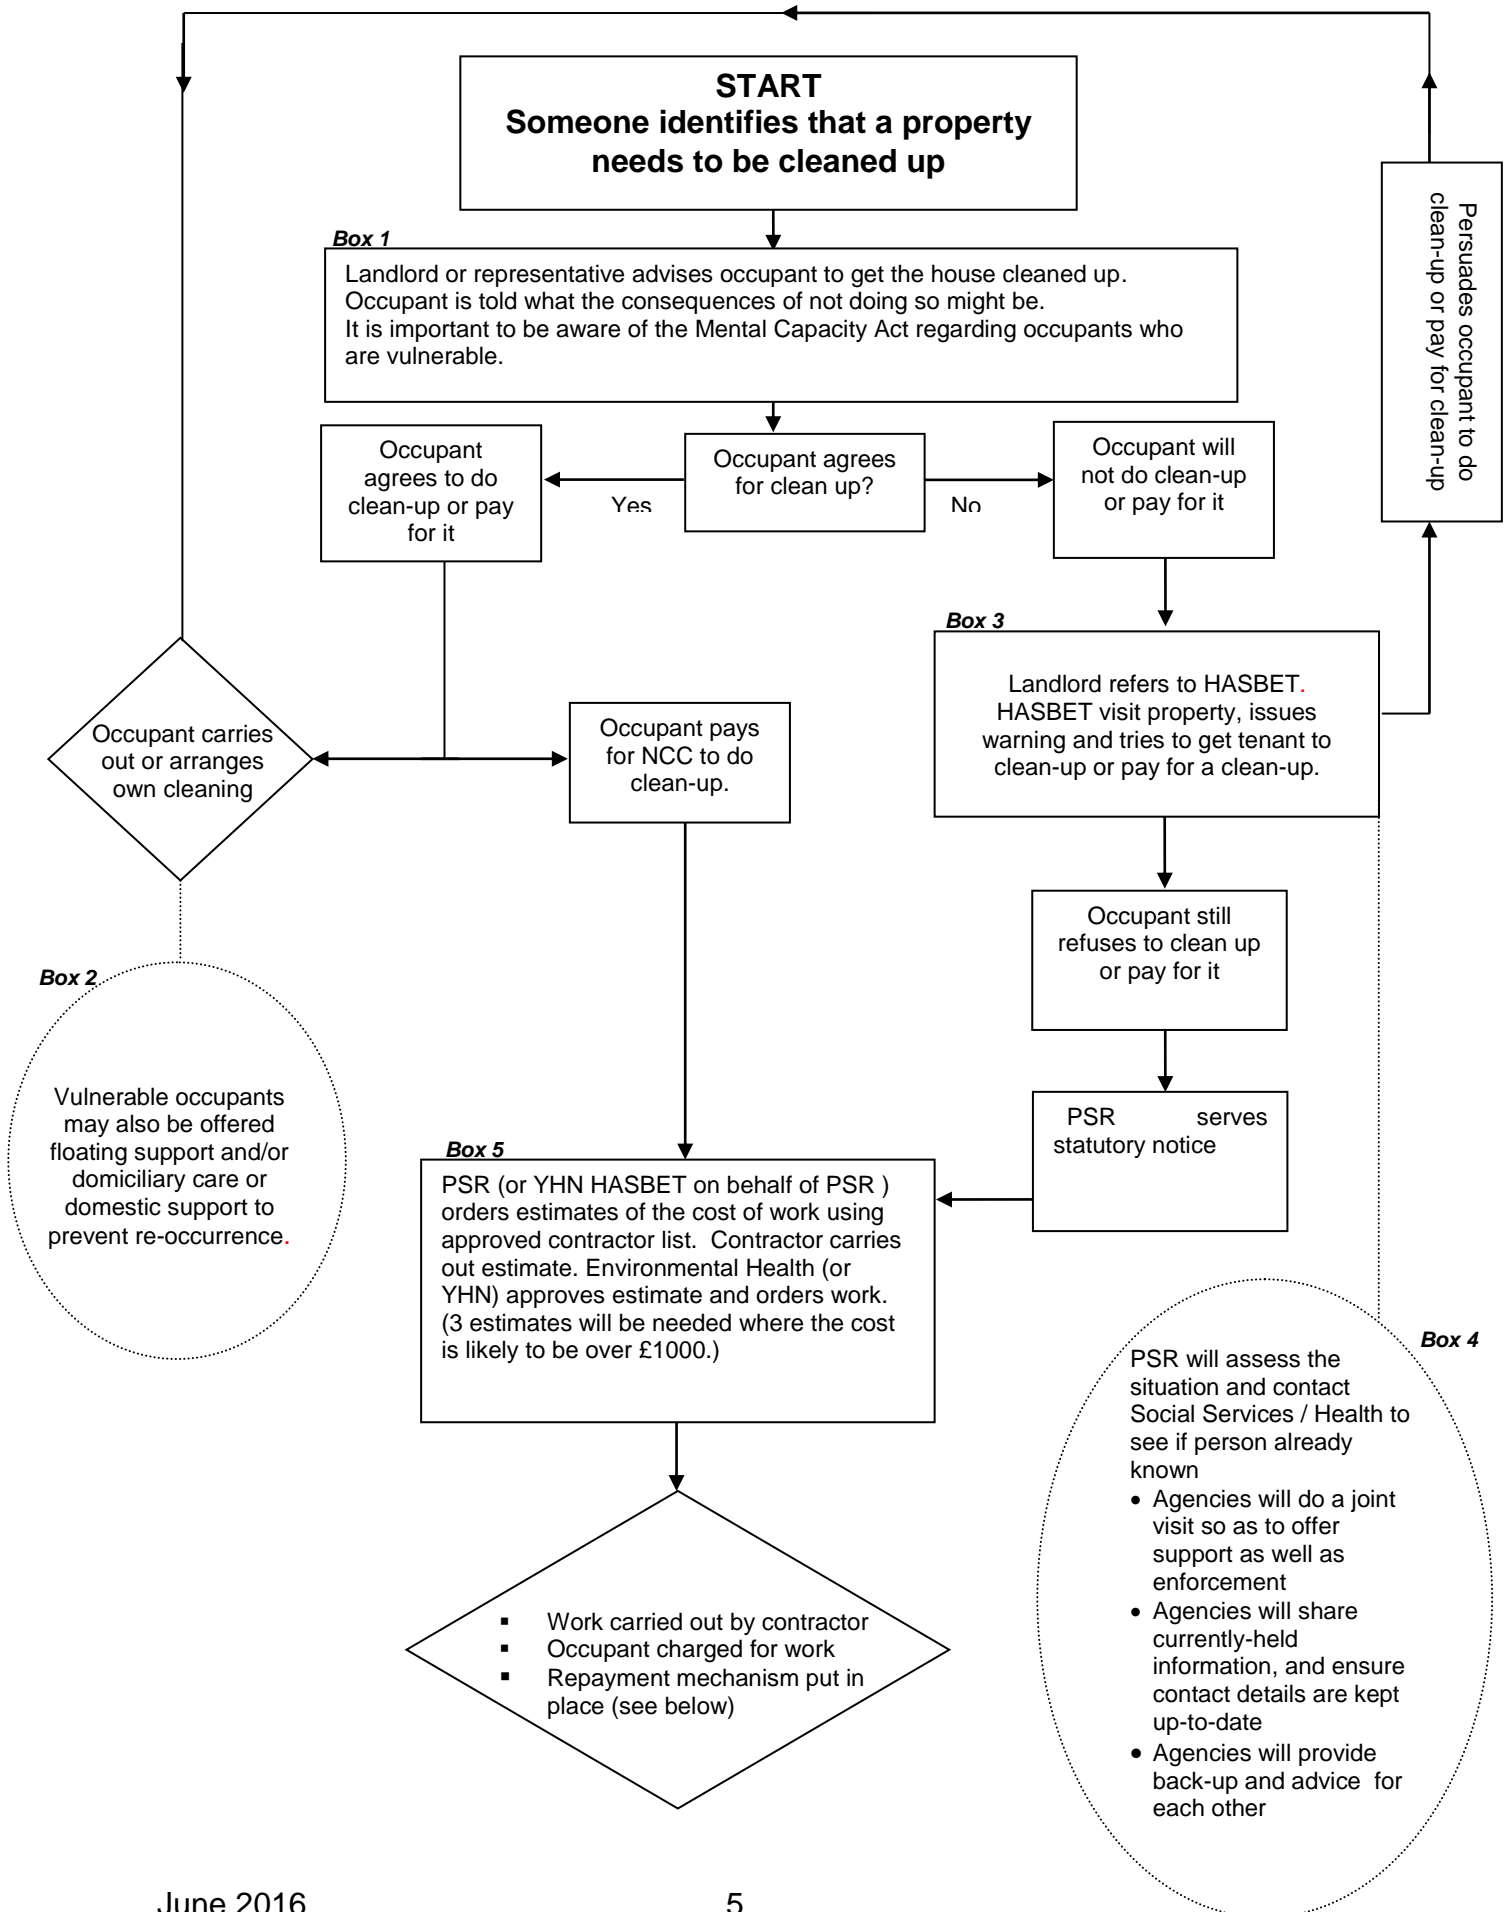 START
Someone identifies that a property
needs to be cleaned up
Box 1
Landlord or representative advises occupant to get the house cleaned up.
Occupant is told what the consequences of not doing so might be.
It is important to be aware of the Mental Capacity Act regarding occupants who
are vulnerable.
Persuades occupant to do
clean-up or pay for clean-up
Occupant
agrees to do
clean-up or pay
for it
Yes
Occupant agrees
for clean up?
No
Occupant will
not do clean-up
or pay for it
Box 3
Landlord refers to HASBET.
HASBET visit property, issues
warning and tries to get tenant to
clean-up or pay for a clean-up.
Occupant carries
out or arranges
own cleaning
Occupant pays
for NCC to do
clean-up.
Occupant still
refuses to clean up
or pay for it
Box 2
Vulnerable occupants
may also be offered
floating support and/or
domiciliary care or
domestic support to
prevent re-occurrence.
PSR serves
statutory notice
Box 5
PSR (or YHN HASBET on behalf of PSR )
orders estimates of the cost of work using
approved contractor list. Contractor carries
out estimate. Environmental Health (or
YHN) approves estimate and orders work.
(3 estimates will be needed where the cost
is likely to be over £1000.)
Box 4
PSR will assess the
situation and contact
Social Services / Health to
see if person already
known
• Agencies will do a joint
visit so as to offer
support as well as
enforcement
• Agencies will share
currently-held
information, and ensure
contact details are kept
up-to-date
• Agencies will provide
back-up and advice for
each other
▪ Work carried out by contractor
▪ Occupant charged for work
▪ Repayment mechanism put in
place (see below)
June 2016
5